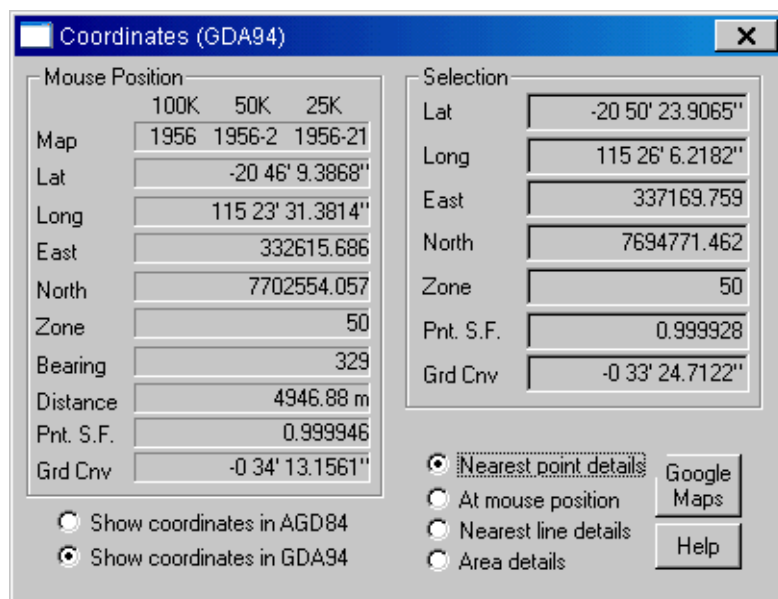 Coordinates (GDA94)
Mouse Position
100K 50K 25K
Map 1956 1956-2 1956-21
Lat -20 46' 9.3868''
Long 115 23' 31.3814''
East 332615.686
North 7702554.057
Zone 50
Bearing 329
Distance 4946.88 m
Pnt. S.F. 0.999946
Grd Cnv -0 34' 13.1561''
Show coordinates in AGD84
Show coordinates in GDA94
Selection
Lat -20 50' 23.9065''
Long 115 26' 6.2182''
East 337169.759
North 7694771.462
Zone 50
Pnt. S.F. 0.999928
Grd Cnv -0 33' 24.7122''
Nearest point details
At mouse position
Nearest line details
Area details
Google
Maps
Help